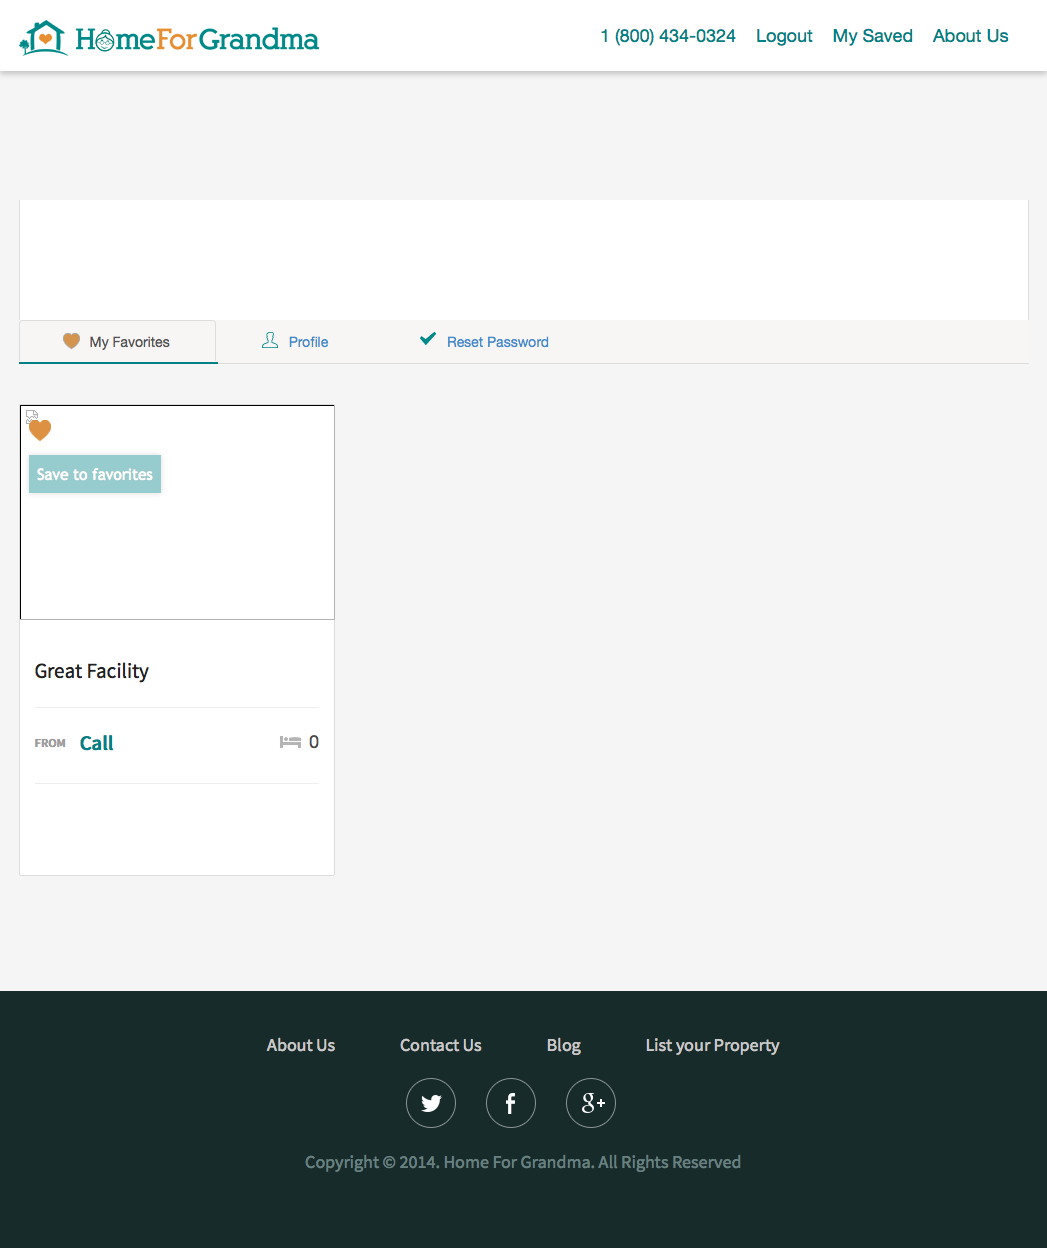 HomeForGrandma
1 (800) 434-0324 Logout My Saved About Us
My Favorites Profile Reset Password
Save to favorites
Great Facility
FROM Call 0
About Us Contact Us Blog List your Property
g+
Copyright © 2014. Home For Grandma. All Rights Reserved